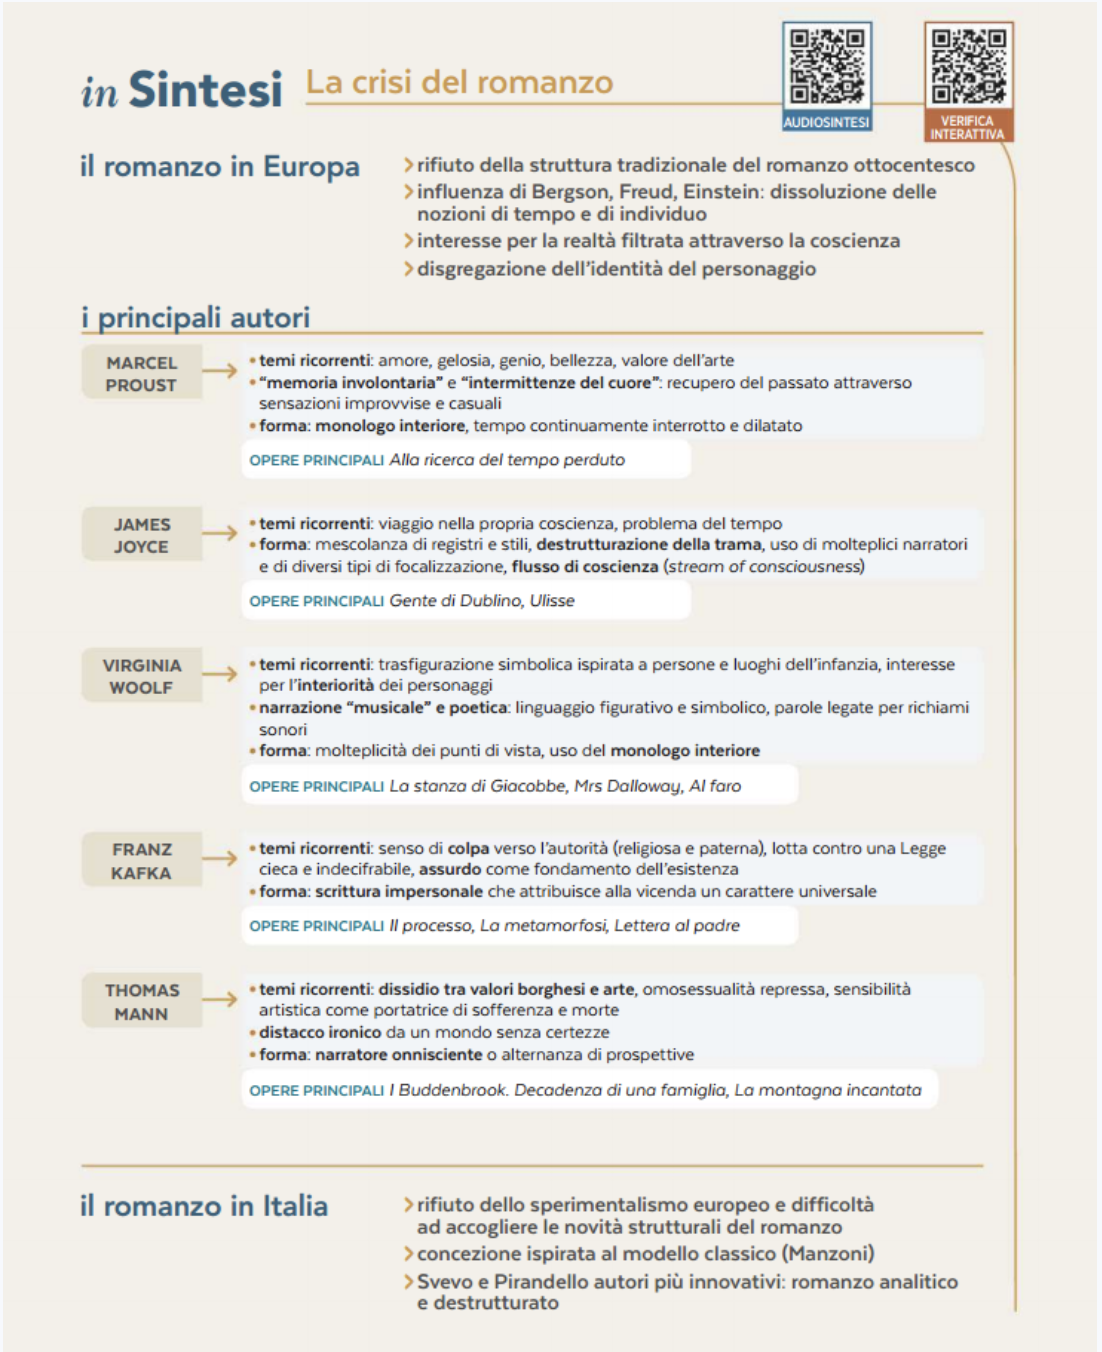 in Sintesi La crisi del romanzo
AUDIOSINTESI
VERIFICA
INTERATTIVA
il romanzo in Europa
rifiuto della struttura tradizionale del romanzo ottocentesco
influenza di Bergson, Freud, Einstein: dissoluzione delle
nozioni di tempo e di individuo
interesse per la realtà filtrata attraverso la coscienza
disgregazione dell'identità del personaggio
i principali autori
MARCEL
PROUST
• temi ricorrenti: amore, gelosia, genio, bellezza, valore dell'arte
• "memoria involontaria" e "intermittenze del cuore": recupero del passato attraverso
sensazioni improvvise e casuali
• forma: monologo interiore, tempo continuamente interrotto e dilatato
OPERE PRINCIPALI Alla ricerca del tempo perduto
JAMES
JOYCE
• temi ricorrenti: viaggio nella propria coscienza, problema del tempo
• forma: mescolanza di registri e stili, destrutturazione della trama, uso di molteplici narratori
e di diversi tipi di focalizzazione, flusso di coscienza (stream of consciousness)
OPERE PRINCIPALI Gente di Dublino, Ulisse
VIRGINIA
WOOLF
• temi ricorrenti: trasfigurazione simbolica ispirata a persone e luoghi dell'infanzia, interesse
per l'interiorità dei personaggi
• narrazione "musicale" e poetica: linguaggio figurativo e simbolico, parole legate per richiami
sonori
• forma: molteplicità dei punti di vista, uso del monologo interiore
OPERE PRINCIPALI La stanza di Giacobbe, Mrs Dalloway, Al faro
FRANZ
KAFKA
• temi ricorrenti: senso di colpa verso l'autorità (religiosa e paterna), lotta contro una Legge
cieca e indecifrabile, assurdo come fondamento dell'esistenza
• forma: scrittura impersonale che attribuisce alla vicenda un carattere universale
OPERE PRINCIPALI Il processo, La metamorfosi, Lettera al padre
THOMAS
MANN
• temi ricorrenti: dissidio tra valori borghesi e arte, omosessualità repressa, sensibilità
artistica come portatrice di sofferenza e morte
• distacco ironico da un mondo senza certezze
• forma: narratore onnisciente o alternanza di prospettive
OPERE PRINCIPALI I Buddenbrook. Decadenza di una famiglia, La montagna incantata
il romanzo in Italia
rifiuto dello sperimentalismo europeo e difficoltà
ad accogliere le novità strutturali del romanzo
concezione ispirata al modello classico (Manzoni)
Svevo e Pirandello autori più innovativi: romanzo analitico
e destrutturato